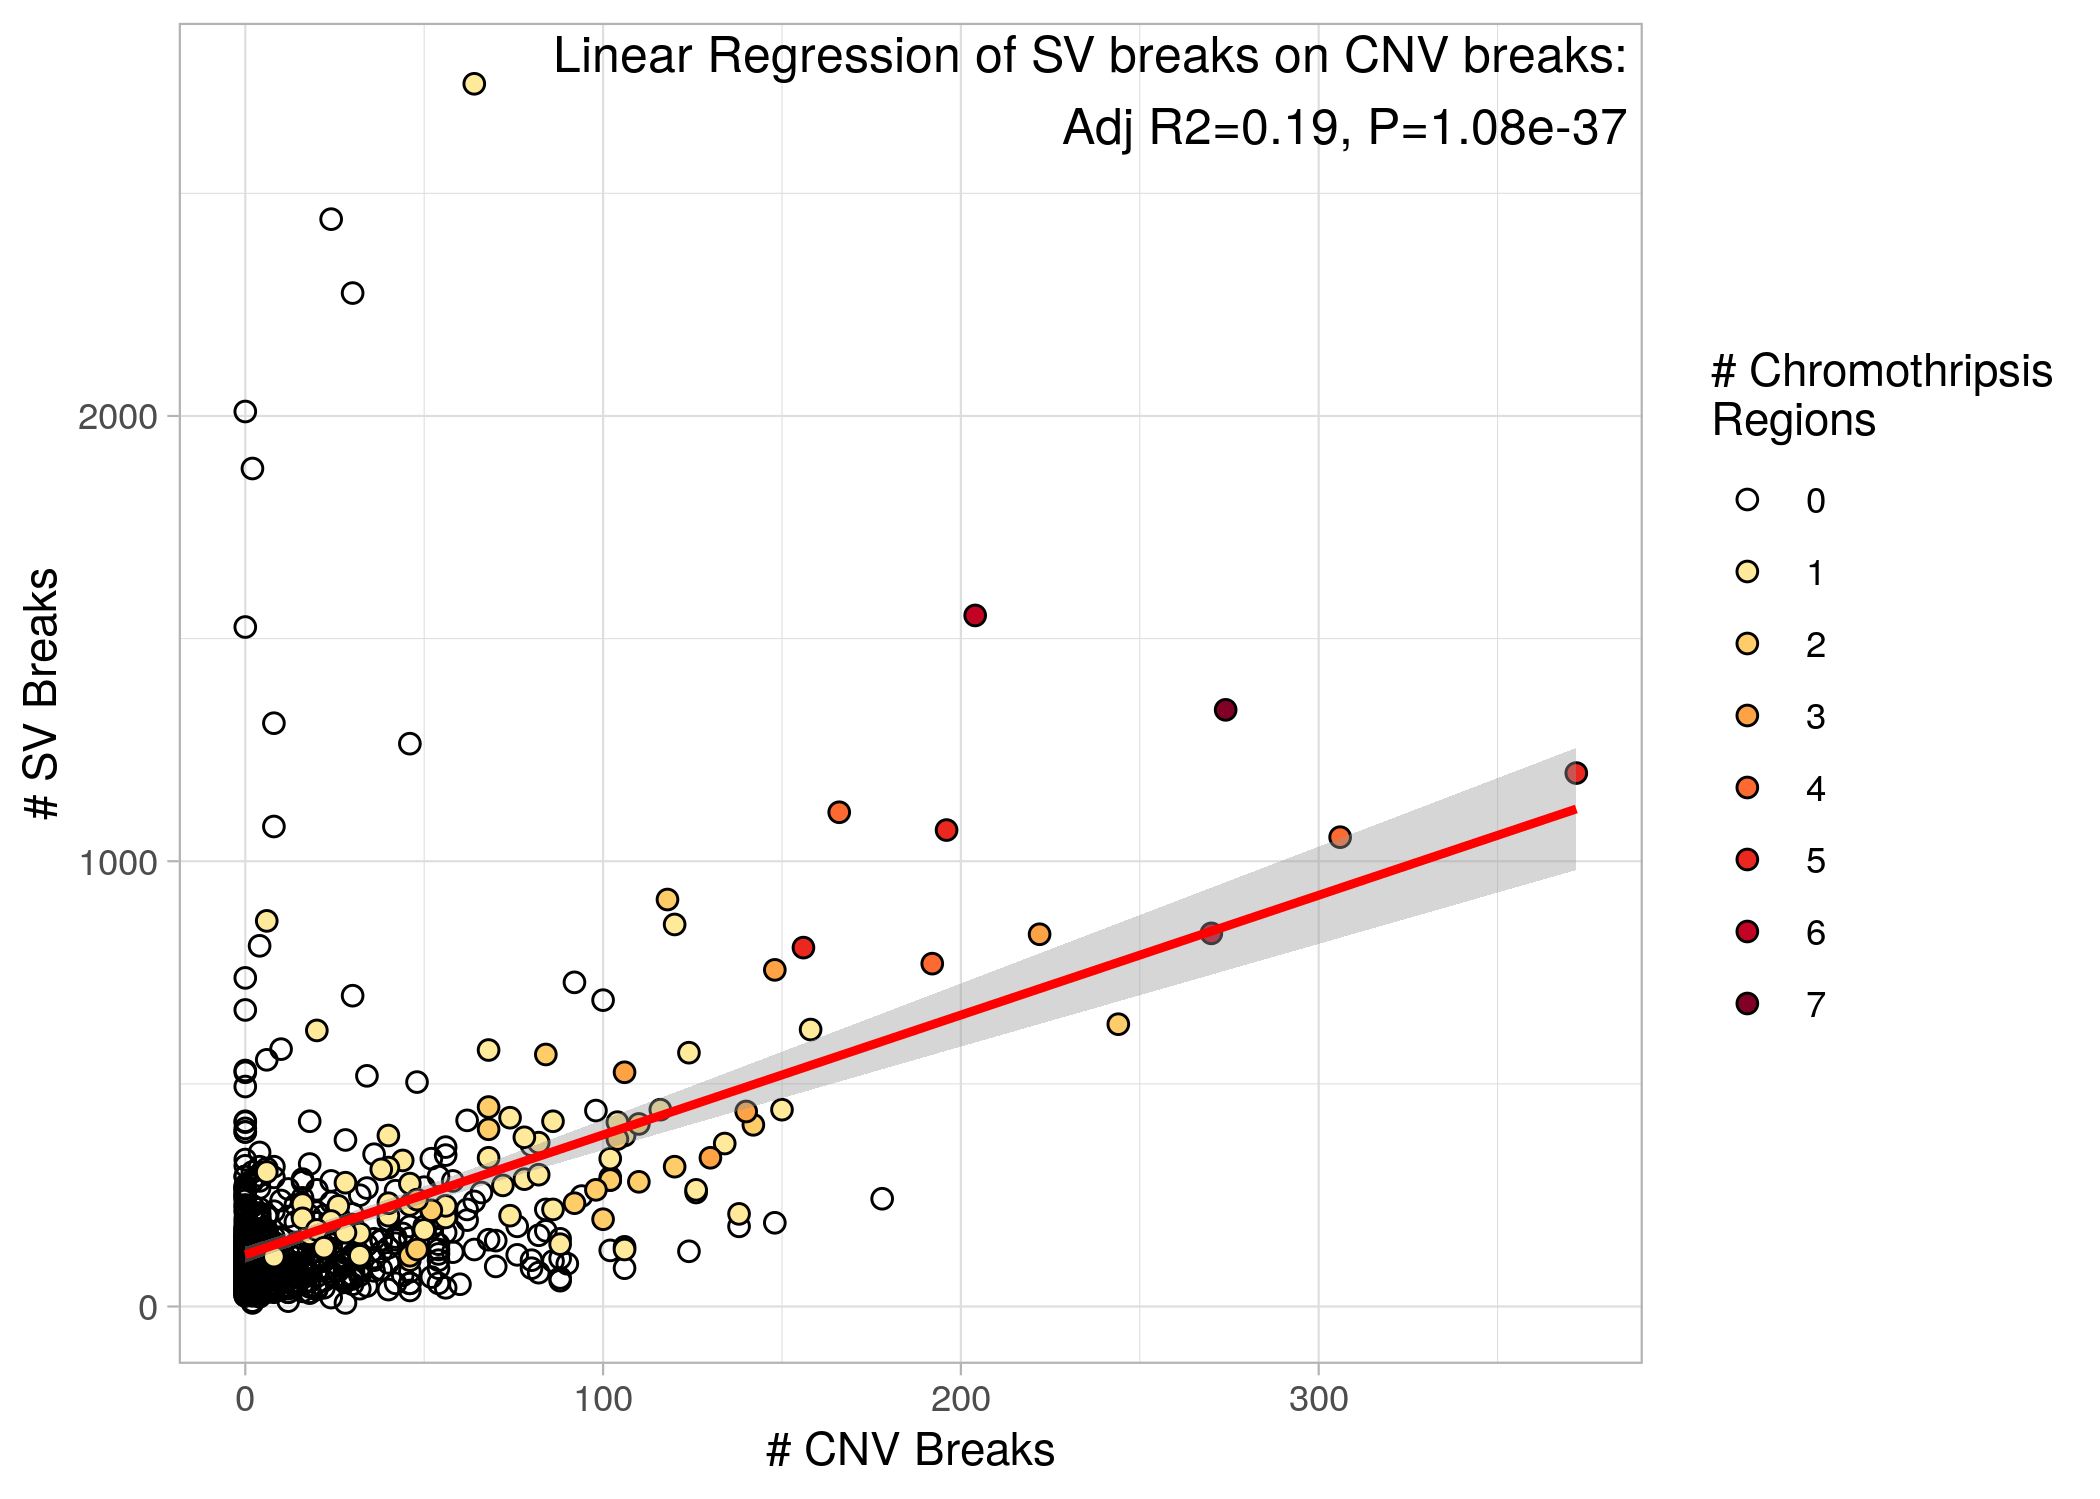 Linear Regression of SV breaks on CNV breaks:
Adj R2=0.19, P=1.08e-37
# SV Breaks
2000
1000
0
0 100 200 300
# CNV Breaks
# Chromothripsis
Regions
0
1
2
3
4
5
6
7